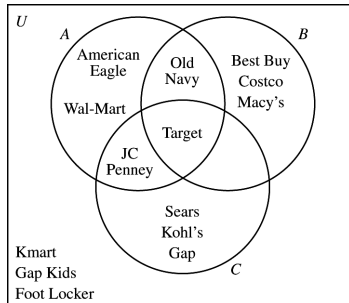 U
A
B
American
Eagle
Old
Navy
Best Buy
Costco
Macy's
Wal-Mart
Target
JC
Penney
Sears
Kohl's
Gap
C
Kmart
Gap Kids
Foot Locker